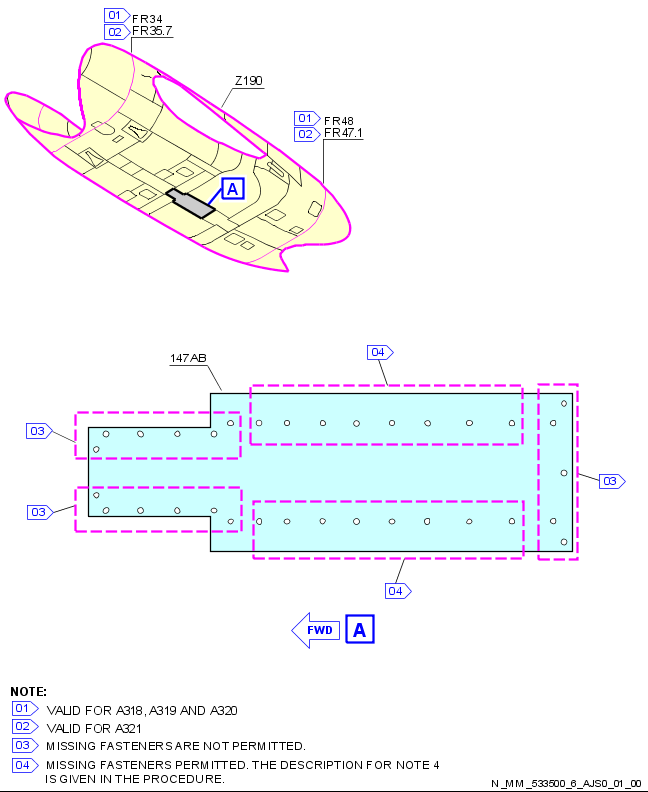 01 FR34
02 FR35.7
Z190
01 FR48
02 FR47.1
A
04
147AB
03
03
03
04
FWD A
NOTE:
01 VALID FOR A318, A319 AND A320
02 VALID FOR A321
03 MISSING FASTENERS ARE NOT PERMITTED.
04 MISSING FASTENERS PERMITTED. THE DESCRIPTION FOR NOTE 4
IS GIVEN IN THE PROCEDURE.
N_MM_533500_6_AJS0_01_00